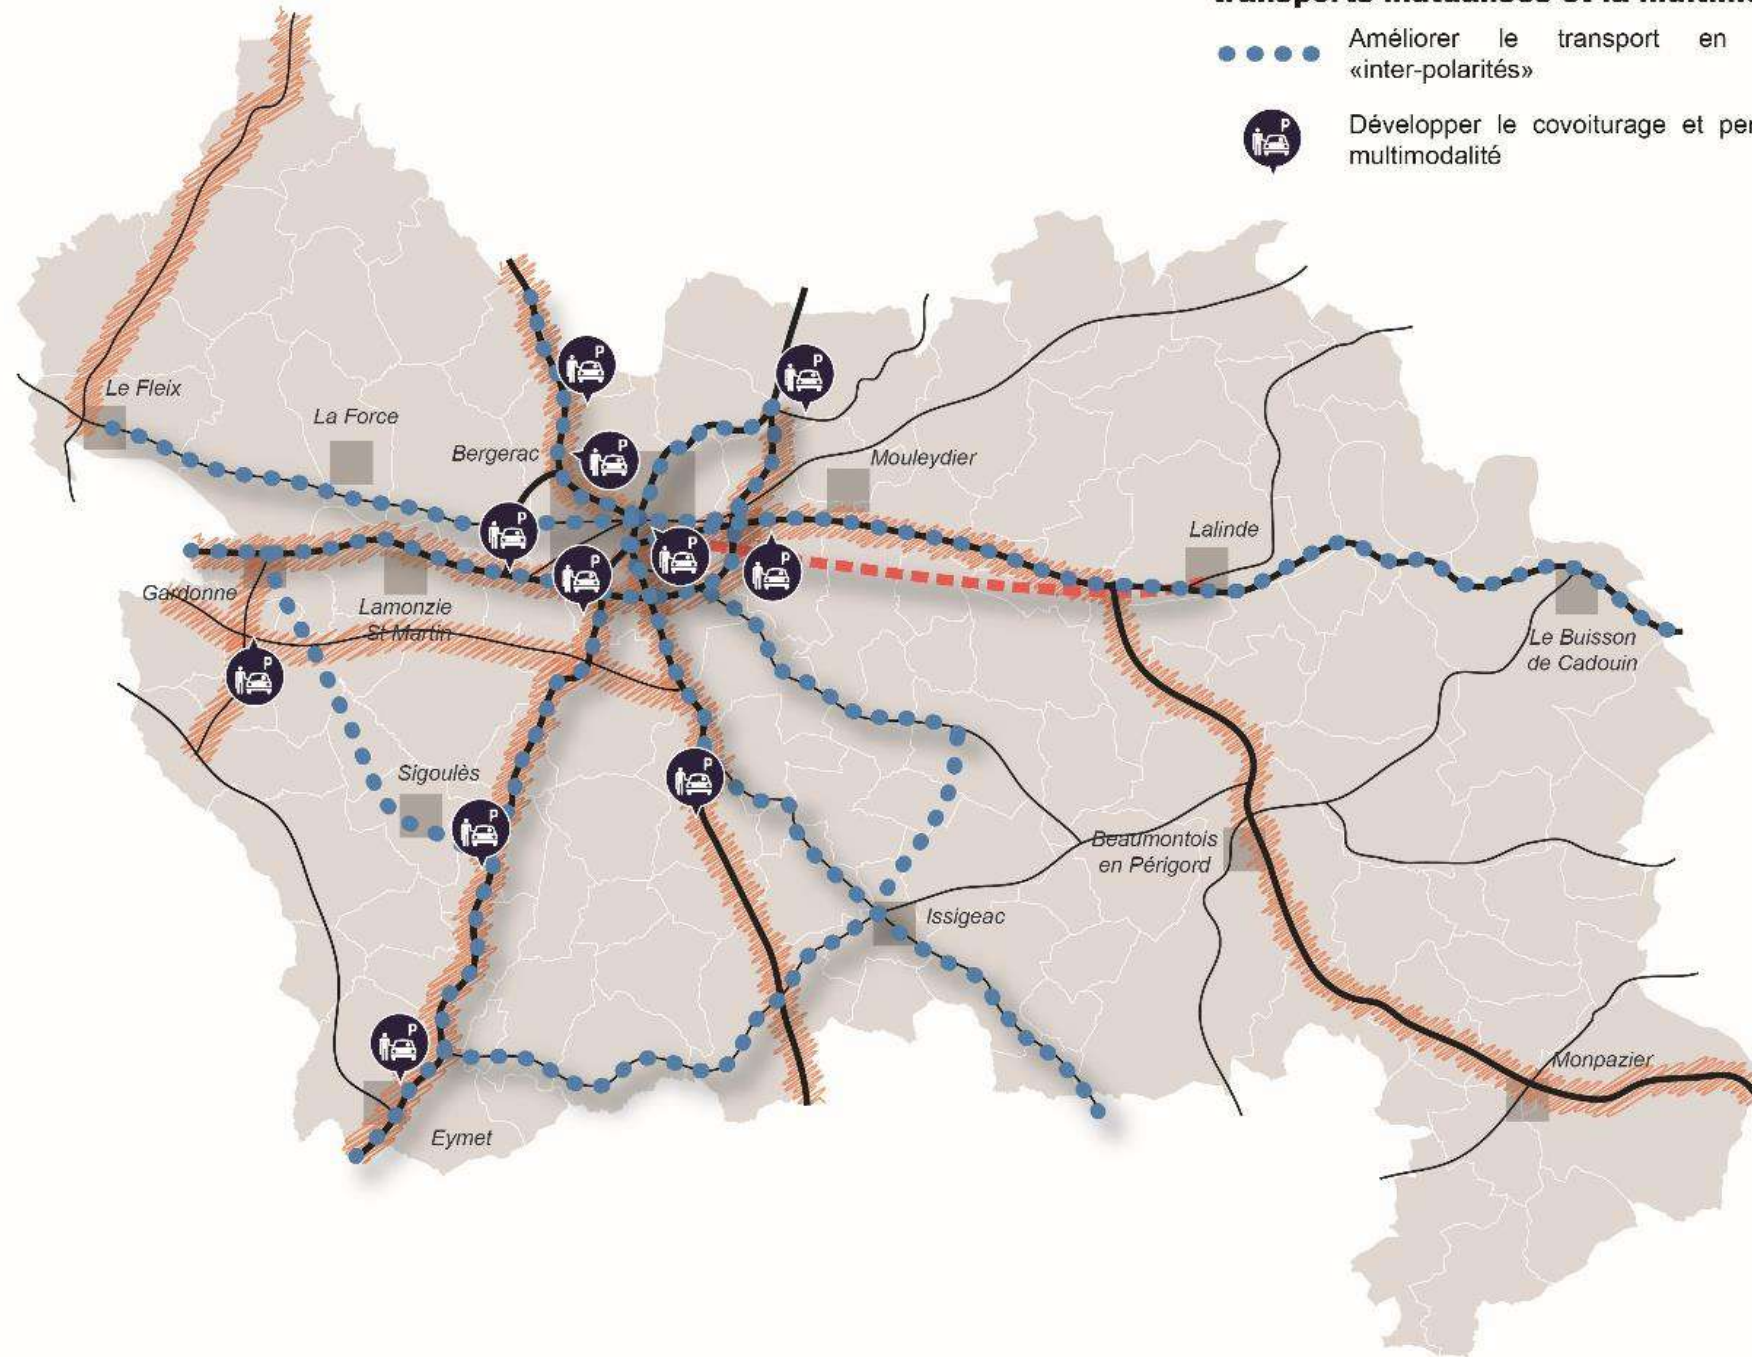 Améliorer le transport en
«inter-polarités»
P
Développer le covoiturage et
multimodalité
P
P
Le Fleix
La Force
Bergerac
P
Mouleydier
P
Lalinde
P
P
P
Gardonne
Lamonzie
St Martin
Le Buisson
de Cadouin
P
Sigoulès
P
P
Beaumontois
en Périgord
Issigeac
P
Monpazier
Eymet